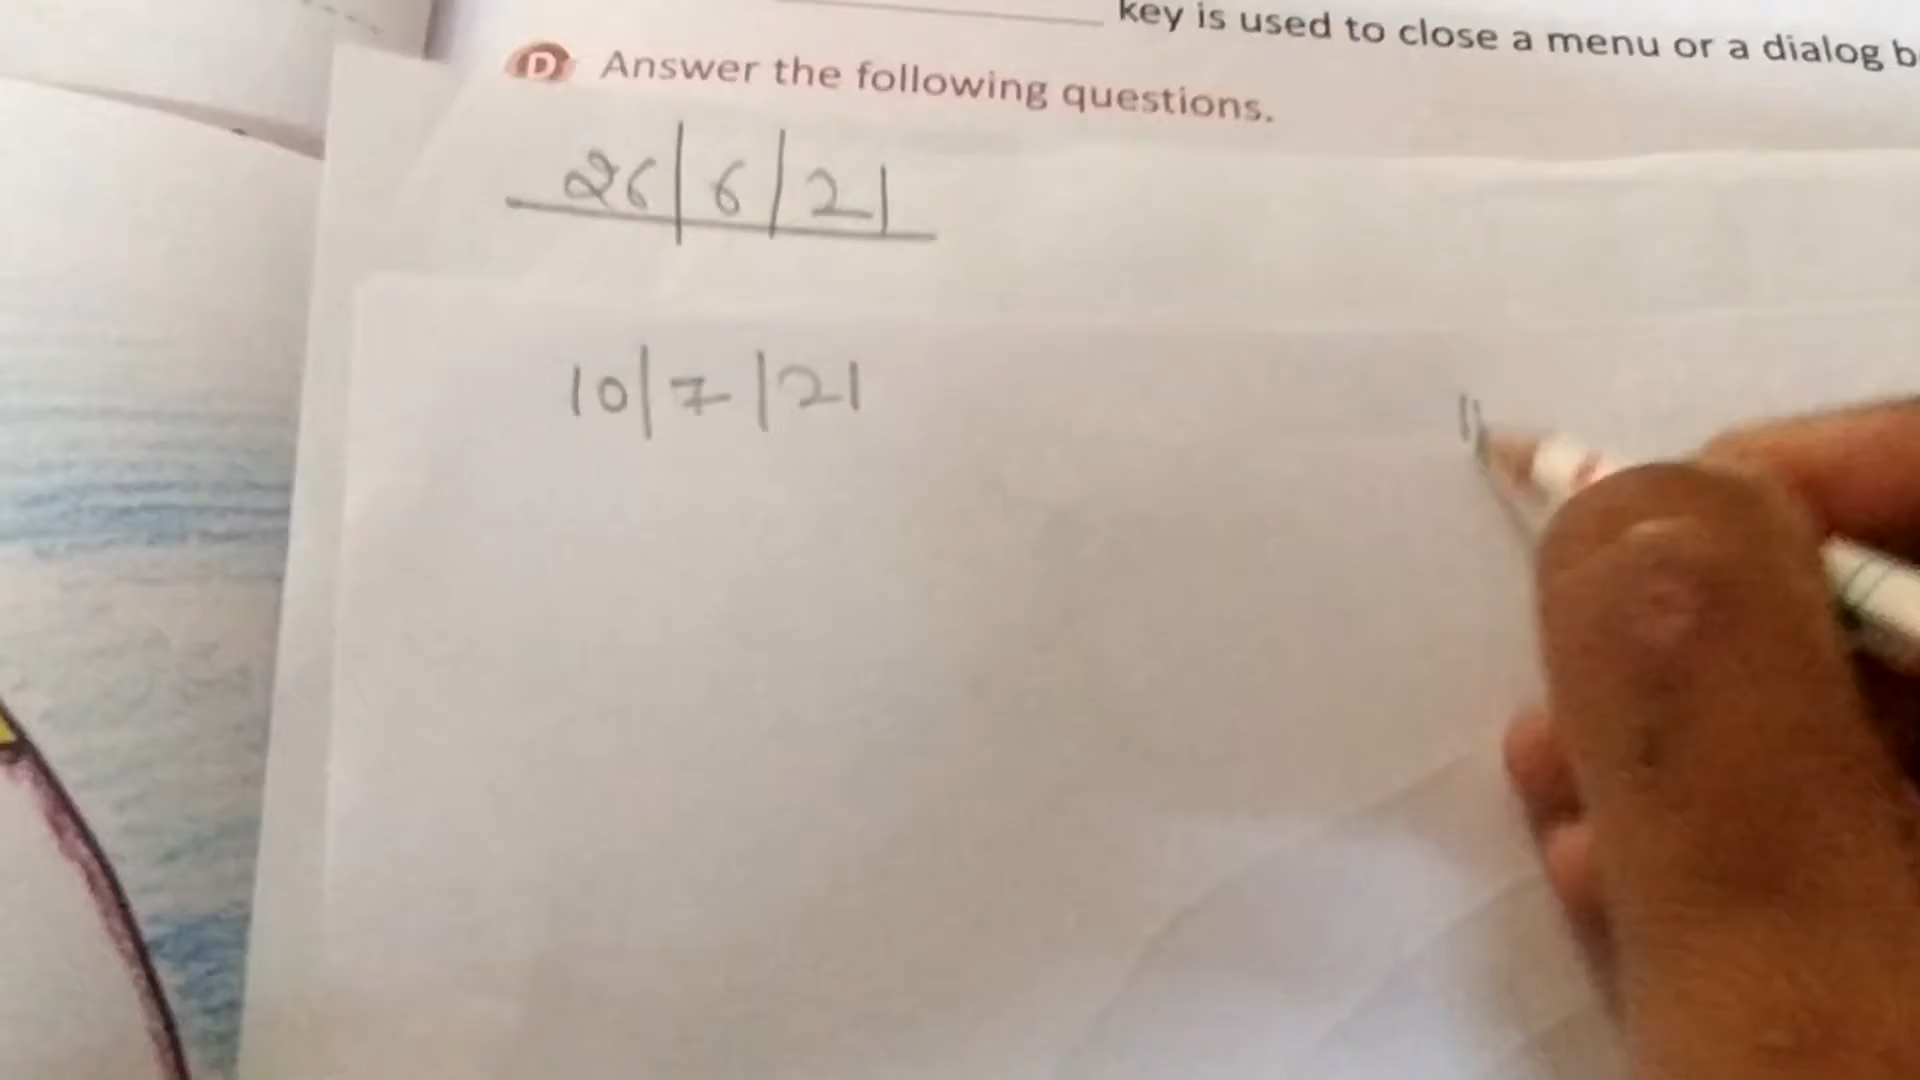 key is used to close a menu or a dialog
D Answer the following questions.
26/6/21
10/7/21